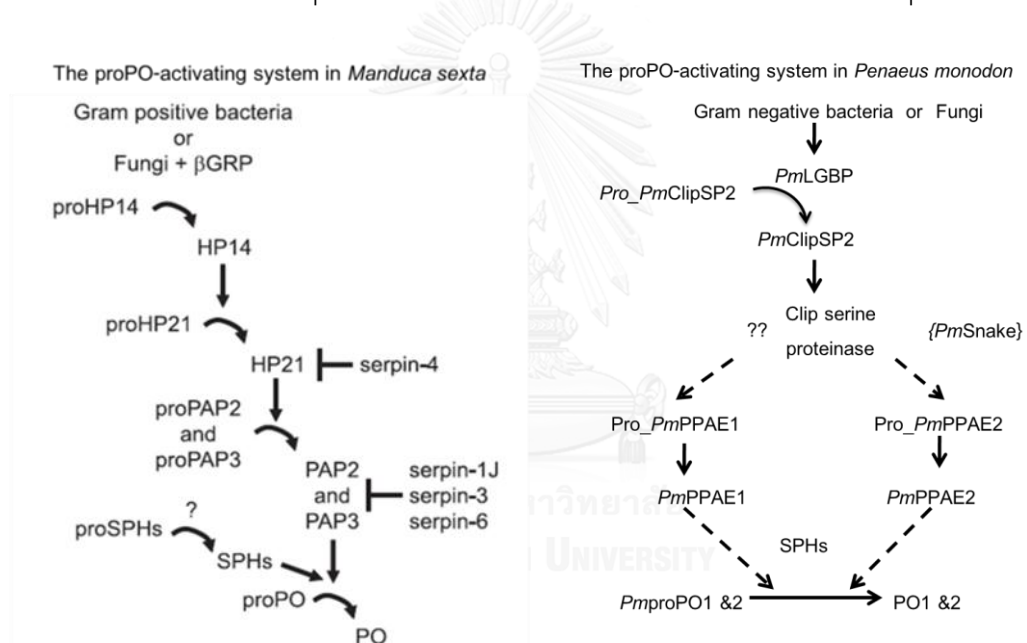 The proPO-activating system in Manduca sexta
Gram positive bacteria
or
Fungi + βGRP
proHP14
HP14
proHP21
HP21
serpin-4
proPAP2
and
proPAP3
PAP2
and
PAP3
serpin-1J
serpin-3
serpin-6
?
proSPHs
SPHs
proPO
PO
The proPO-activating system in Penaeus monodon
Gram negative bacteria or Fungi
PmLGBP
Pro_PmClipSP2
PmClipSP2
Clip serine
proteinase
??
{PmSnake}
Pro_PmPPAE1
Pro_PmPPAE2
PmPPAE1
PmPPAE2
SPHs
PmproPO1 &2
PO1 &2
UNIVERSITY